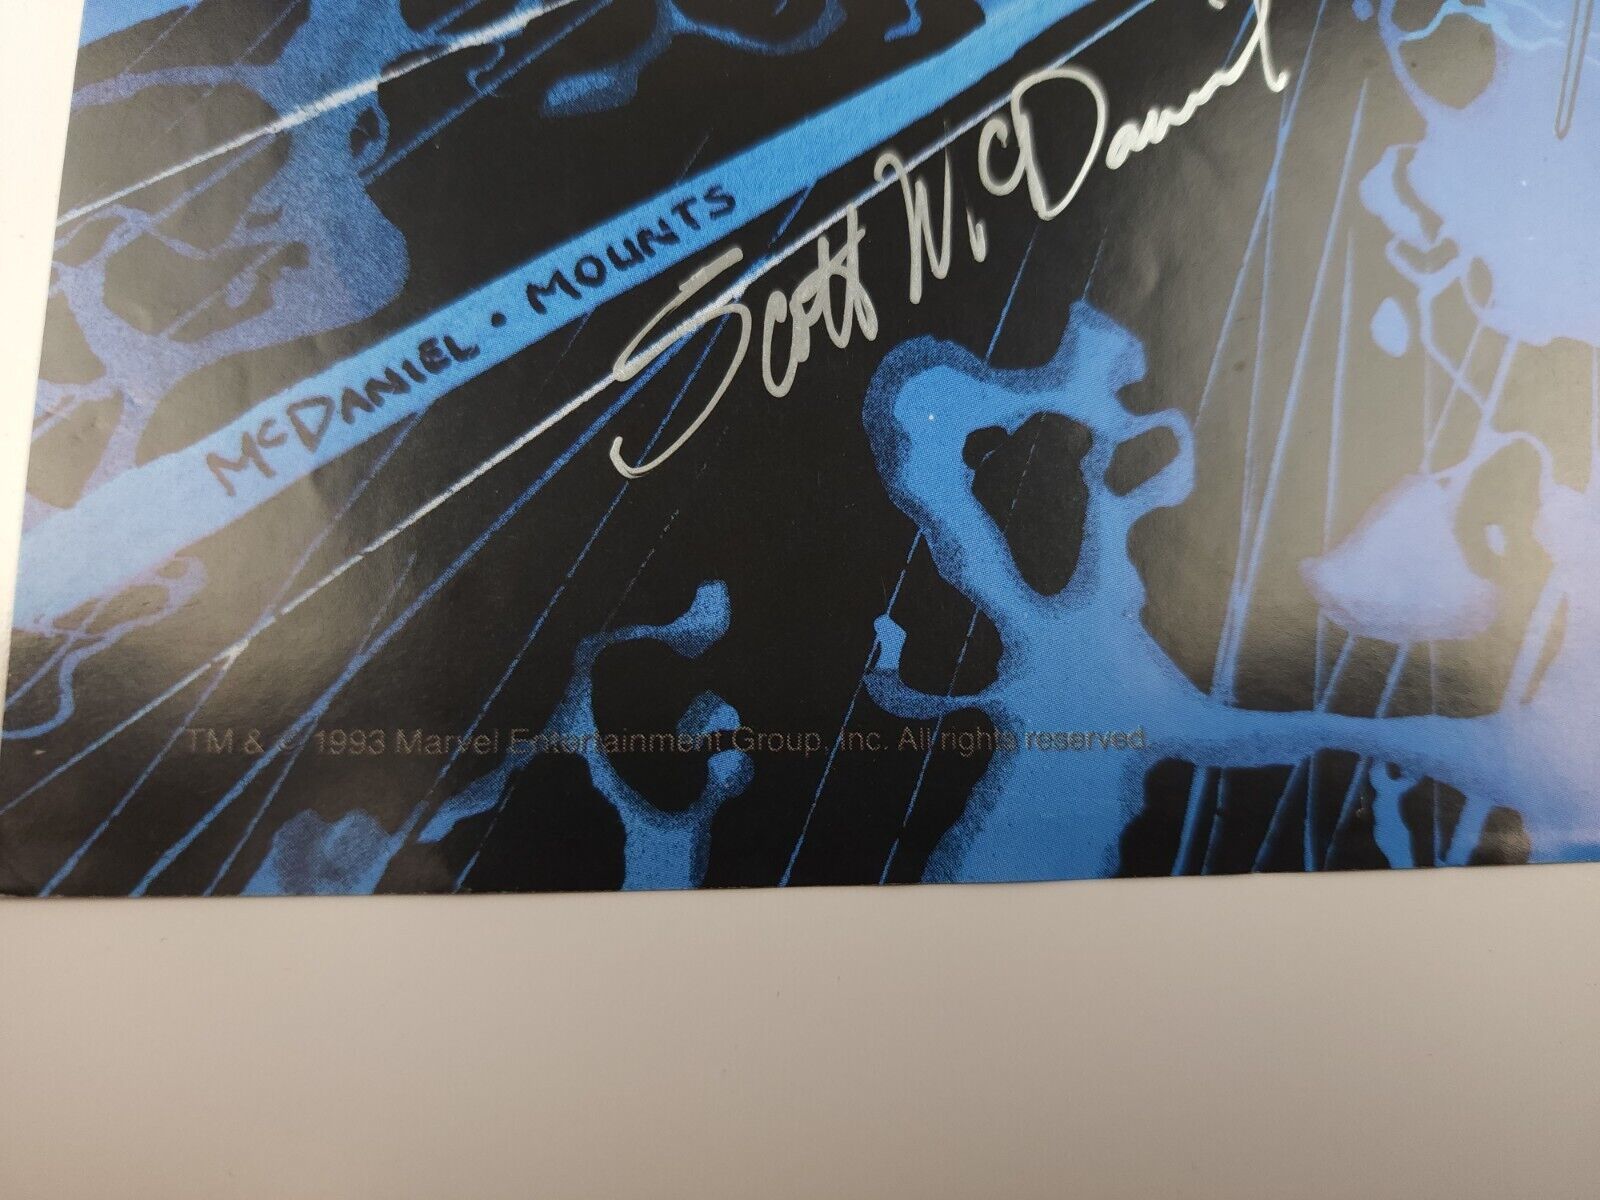 McDANIEL • MOUNTS
Scott McDaniel
TM & © 1993 Marvel Entertainment Group, Inc. All rights reserved.